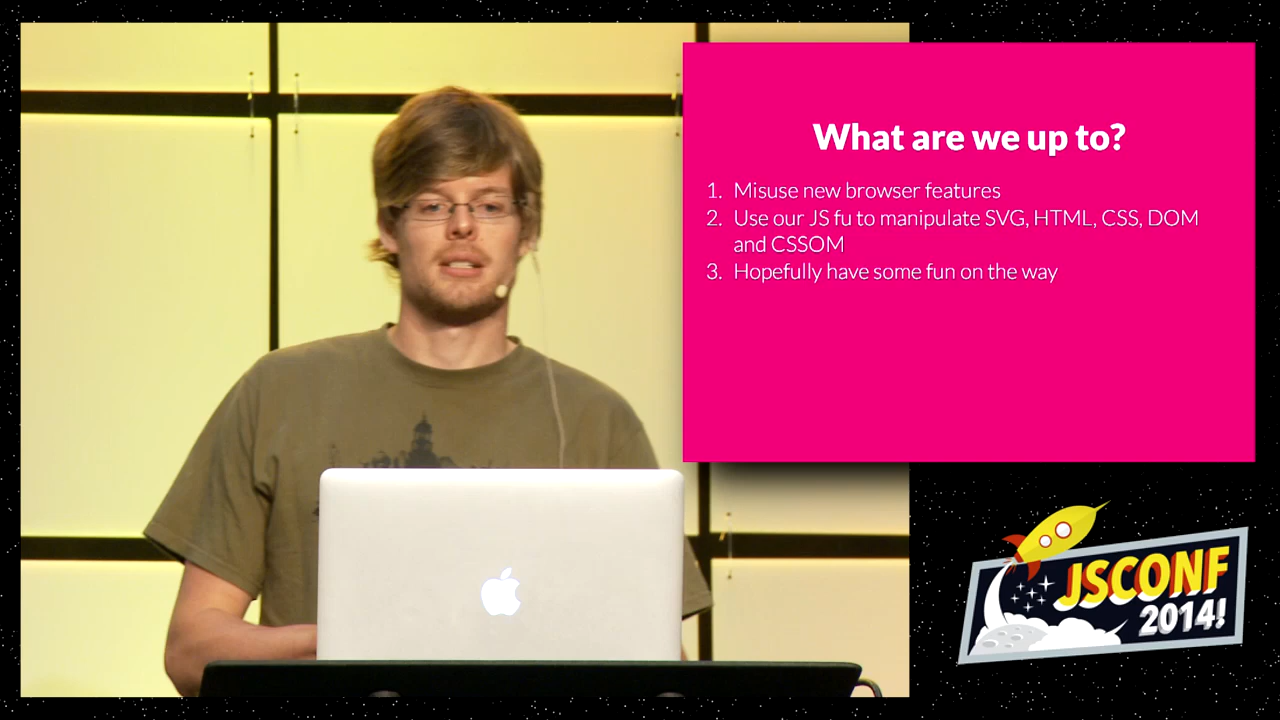 What are we up to?
1. Misuse new browser features
2. Use our JS fu to manipulate SVG, HTML, CSS, DOM
and CSSOM
3. Hopefully have some fun on the way
JSCONF
2014!